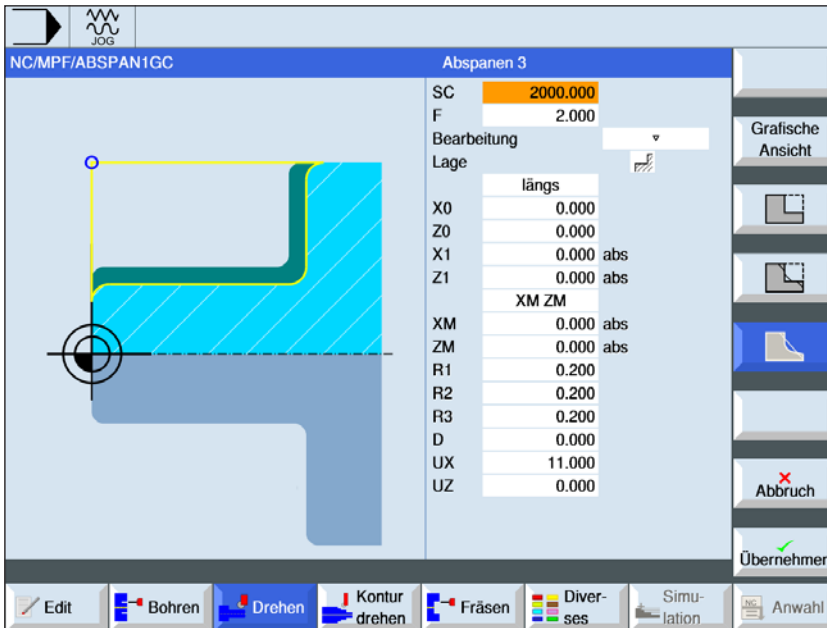 JOG
NC/MPF/ABSPAN1GC
Abspanen 3
SC 2000.000
F 2.000
Bearbeitung ▿
Lage
längs
X0 0.000
Z0 0.000
X1 0.000 abs
Z1 0.000 abs
XM ZM
XM 0.000 abs
ZM 0.000 abs
R1 0.200
R2 0.200
R3 0.200
D 0.000
UX 11.000
UZ 0.000
Grafische
Ansicht
Abbruch
Übernehmen
Edit
Bohren
Drehen
Kontur
drehen
Fräsen
Diver-
ses
Simu-
lation
NC
Anwahl